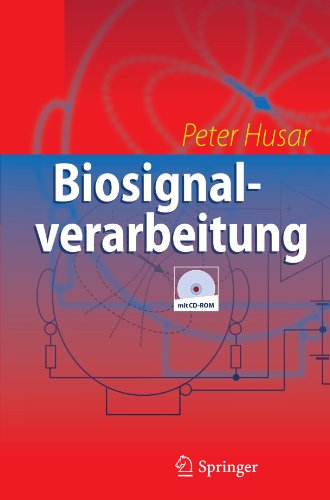 Peter Husar
Biosignal-
verarbeitung
mit CD-ROM
Springer